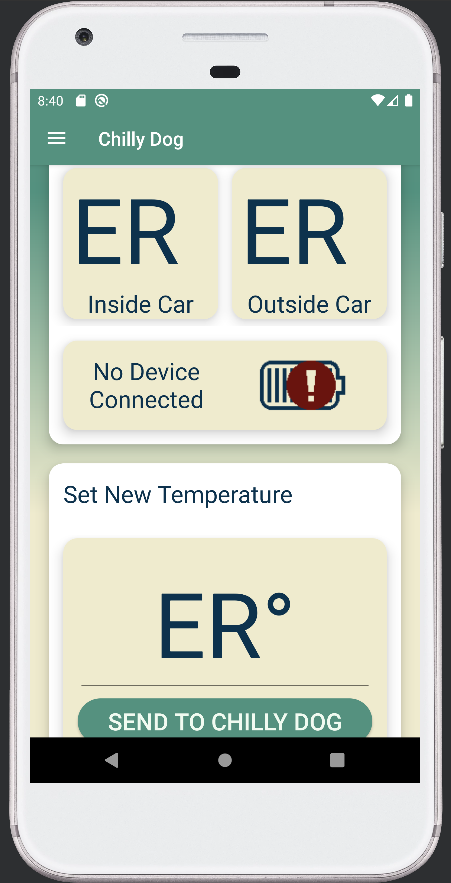 8:40
Chilly Dog
ER
ER
Inside Car
Outside Car
No Device
Connected
!
Set New Temperature
ER°
SEND TO CHILLY DOG